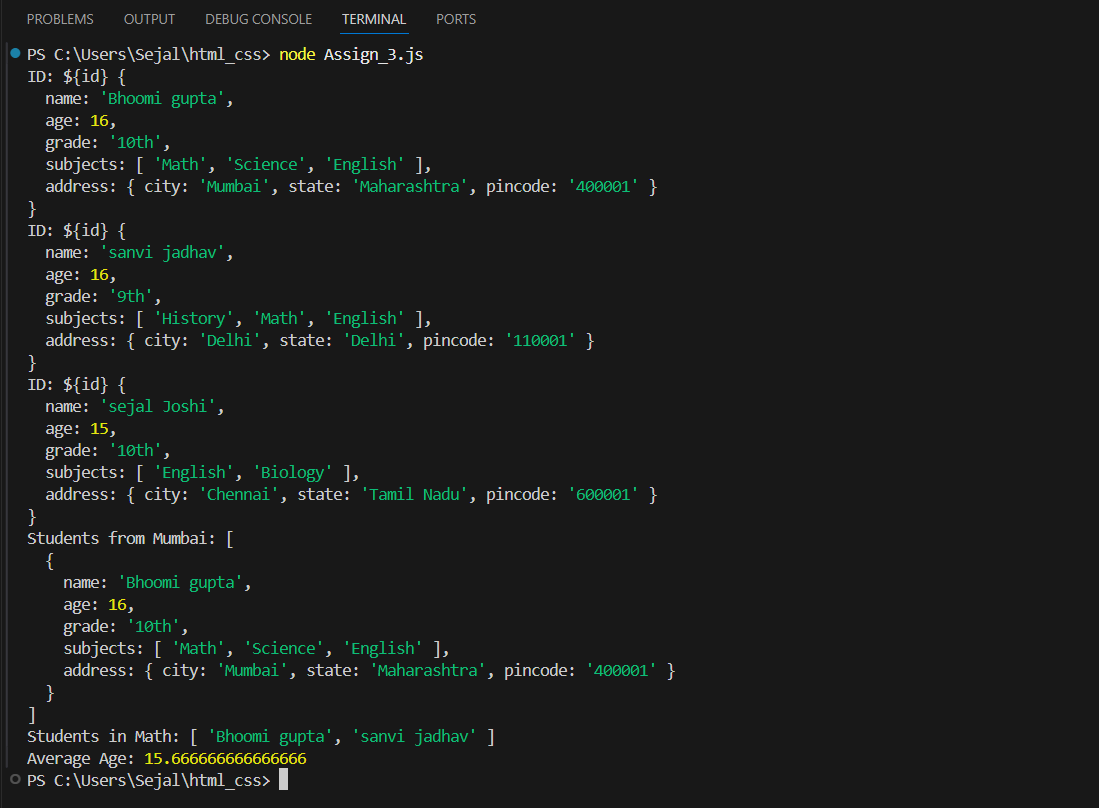 PROBLEMS OUTPUT DEBUG CONSOLE TERMINAL PORTS
PS C:\Users\Sejal\html_css> node Assign_3.js
ID: ${id} {
  name: 'Bhoomi gupta',
  age: 16,
  grade: '10th',
  subjects: [ 'Math', 'Science', 'English' ],
  address: { city: 'Mumbai', state: 'Maharashtra', pincode: '400001' }
}
ID: ${id} {
  name: 'sanvi jadhav',
  age: 16,
  grade: '9th',
  subjects: [ 'History', 'Math', 'English' ],
  address: { city: 'Delhi', state: 'Delhi', pincode: '110001' }
}
ID: ${id} {
  name: 'sejal Joshi',
  age: 15,
  grade: '10th',
  subjects: [ 'English', 'Biology' ],
  address: { city: 'Chennai', state: 'Tamil Nadu', pincode: '600001' }
}
Students from Mumbai: [
  {
    name: 'Bhoomi gupta',
    age: 16,
    grade: '10th',
    subjects: [ 'Math', 'Science', 'English' ],
    address: { city: 'Mumbai', state: 'Maharashtra', pincode: '400001' }
  }
]
Students in Math: [ 'Bhoomi gupta', 'sanvi jadhav' ]
Average Age: 15.666666666666666
PS C:\Users\Sejal\html_css>